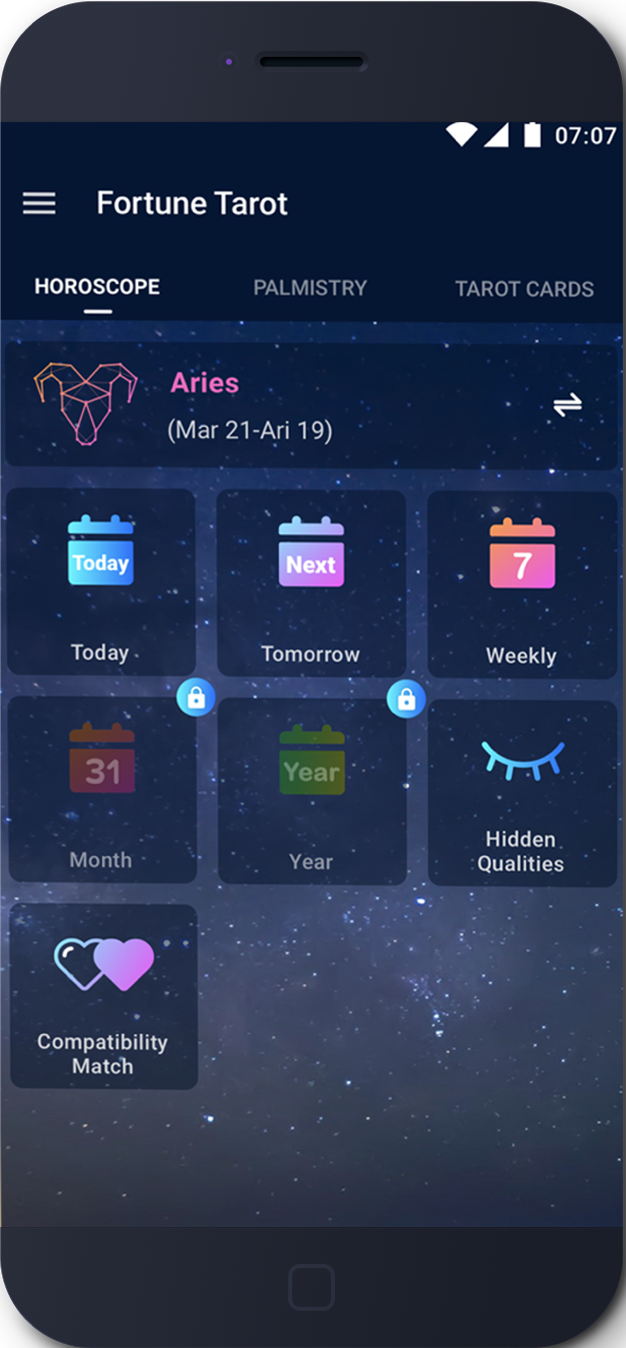 07:07
Fortune Tarot
HOROSCOPE PALMISTRY TAROT CARDS
Aries
(Mar 21-Ari 19)
Today Next 7
Today Tomorrow Weekly
31 Year
Month Year
Hidden
Qualities
Compatibility
Match